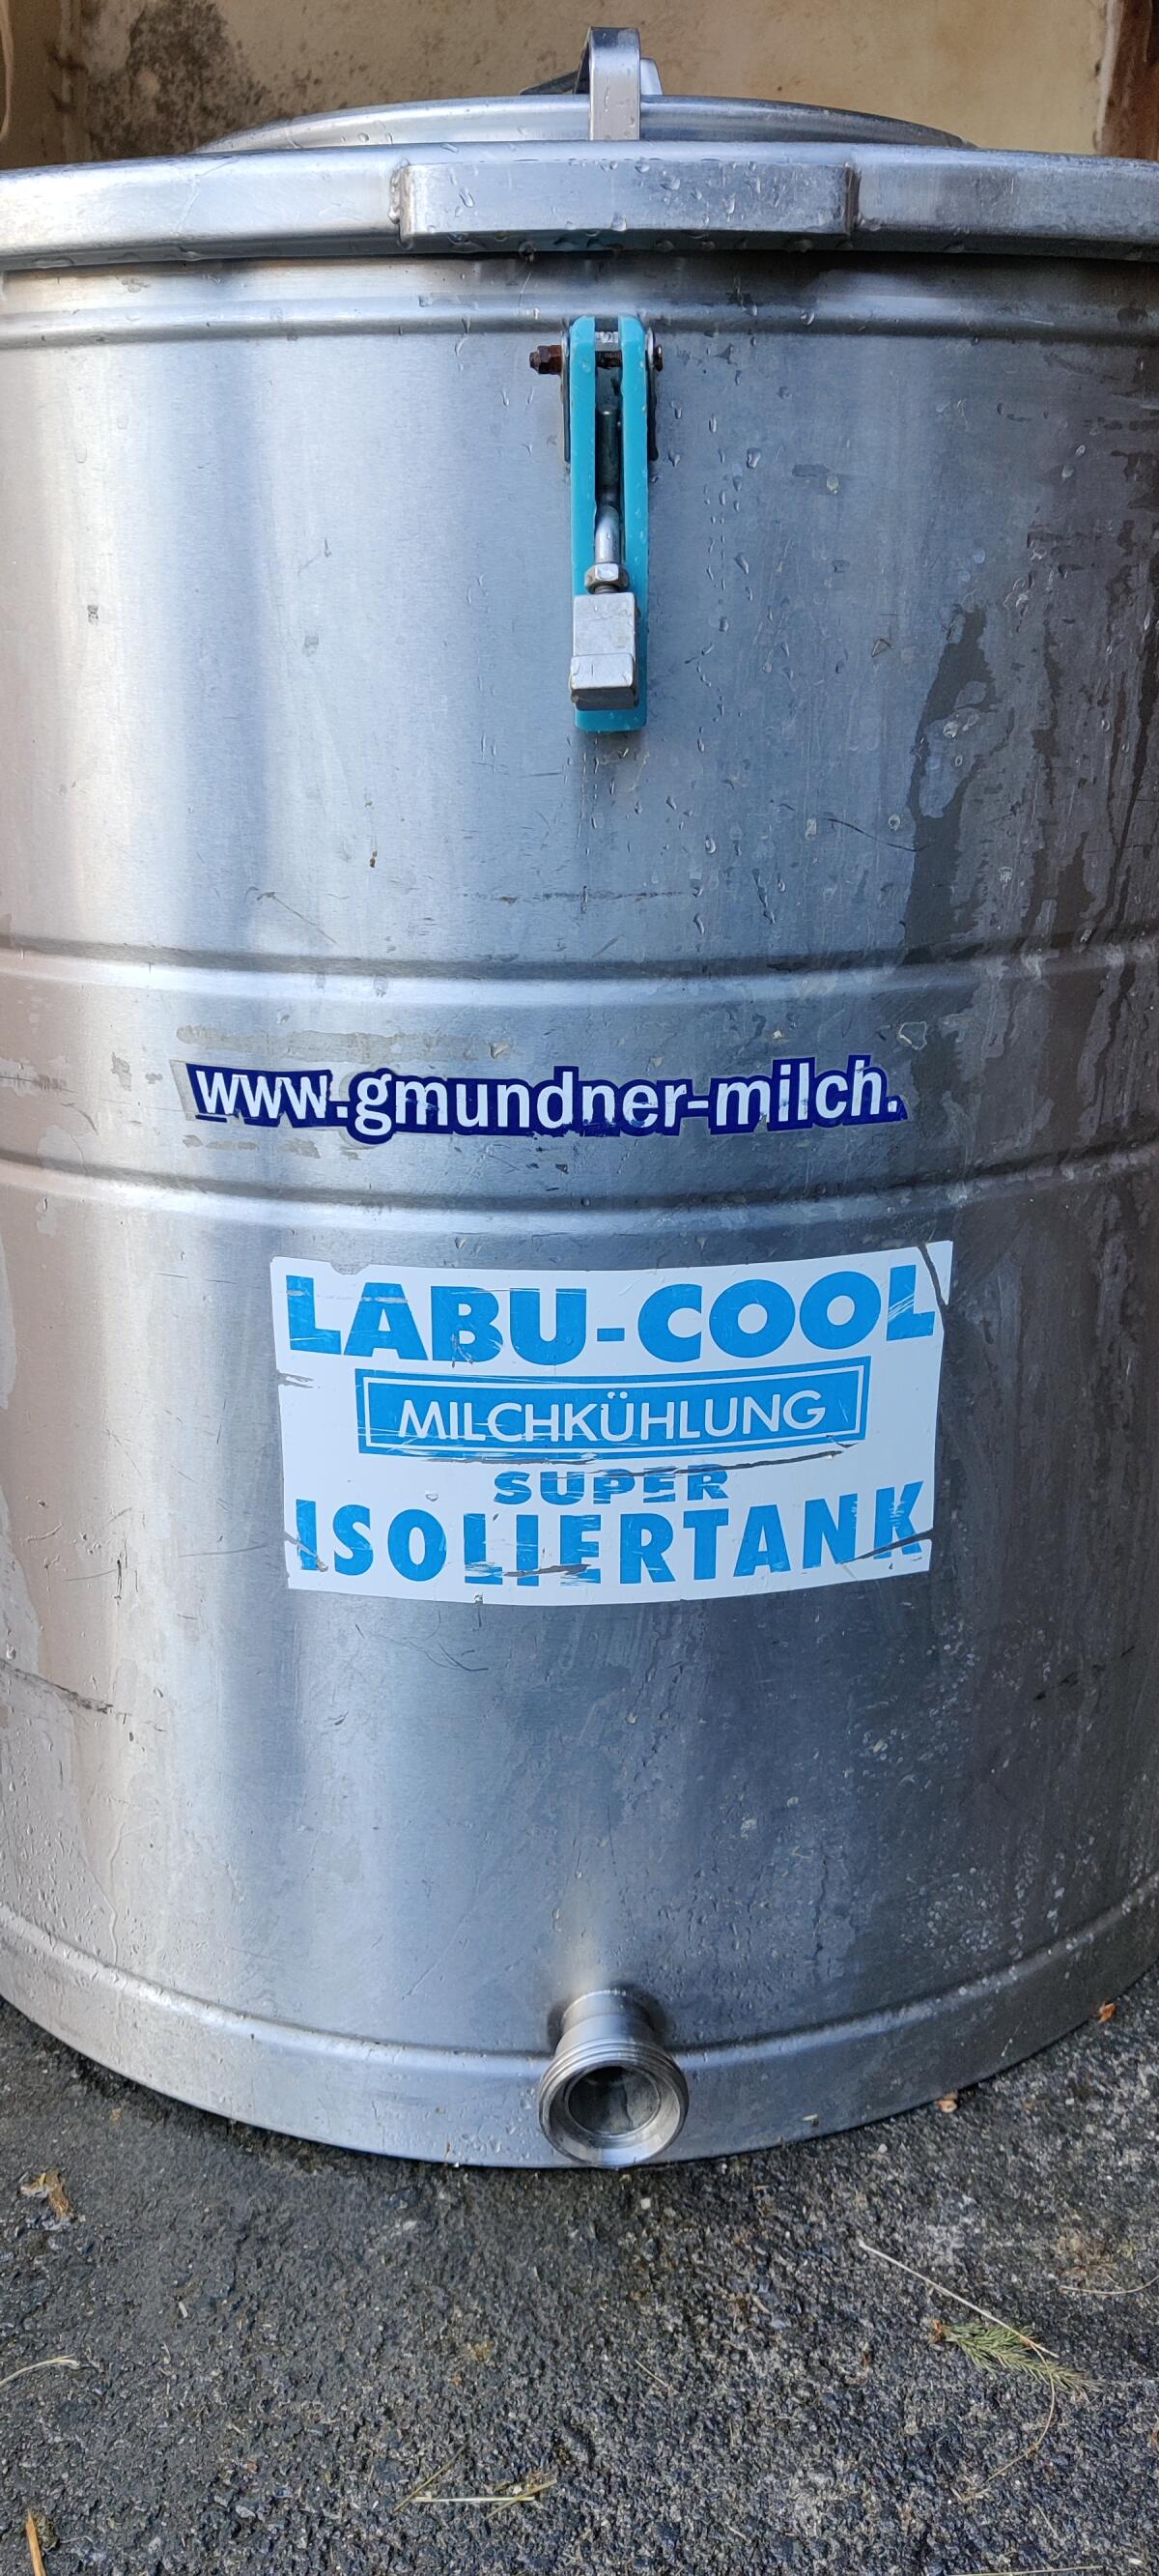 www.gmundner-milch.
LABU-COOL
MILCHKÜHLUNG
SUPER
ISOLIERTANK